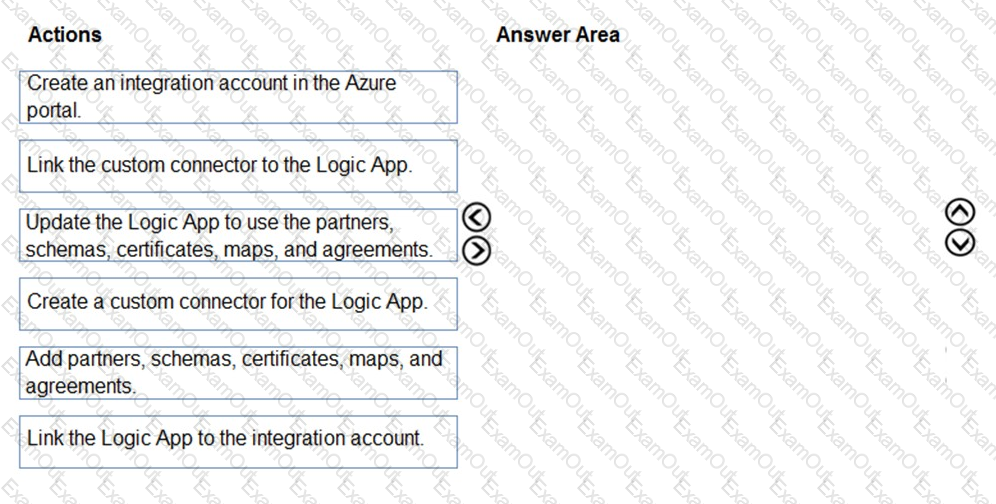 Actions
Answer Area
Create an integration account in the Azure
portal.
Link the custom connector to the Logic App.
Update the Logic App to use the partners,
schemas, certificates, maps, and agreements.
Create a custom connector for the Logic App.
Add partners, schemas, certificates, maps, and
agreements.
Link the Logic App to the integration account.